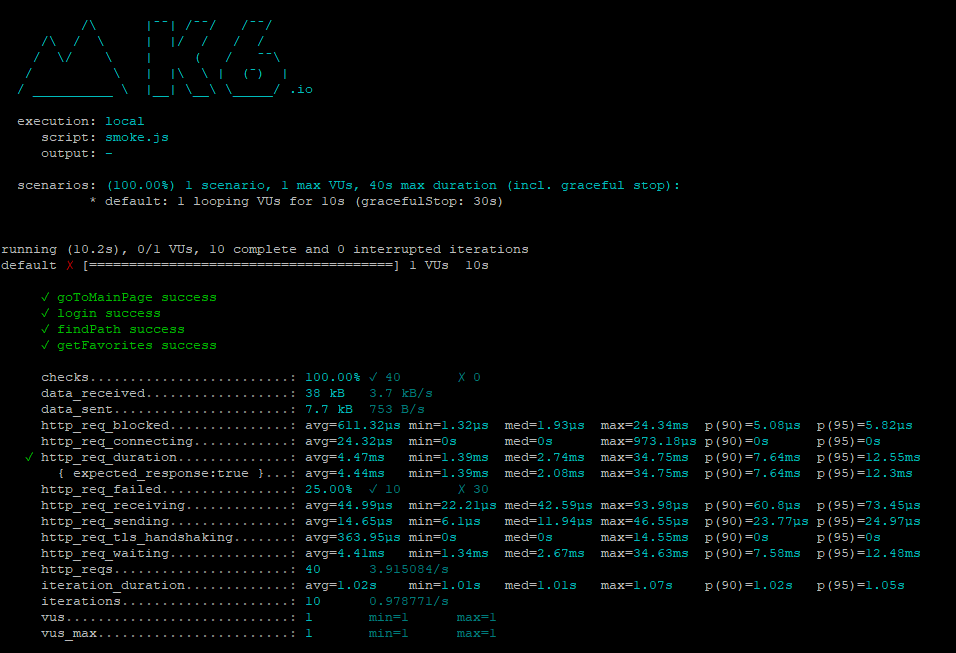 /\      |‾‾| /‾‾/   /‾‾/
     /\  /  \     |  |/  /   /  /
    /  \/    \    |     (   /   ‾‾\
   /          \   |  |\  \ |  (‾)  |
  / __________ \  |__| \__\ \_____/ .io
execution: local
script: smoke.js
output: -
scenarios: (100.00%) 1 scenario, 1 max VUs, 40s max duration (incl. graceful stop):
* default: 1 looping VUs for 10s (gracefulStop: 30s)
running (10.2s), 0/1 VUs, 10 complete and 0 interrupted iterations
default ✗ [======================================] 1 VUs  10s
✓ goToMainPage success
✓ login success
✓ findPath success
✓ getFavorites success
checks.........................: 100.00% ✓ 40       ✗ 0
data_received..................: 38 kB   3.7 kB/s
data_sent......................: 7.7 kB  753 B/s
http_req_blocked...............: avg=611.32µs min=1.32µs  med=1.93µs  max=24.34ms  p(90)=5.08µs  p(95)=5.82µs
http_req_connecting............: avg=24.32µs  min=0s      med=0s      max=973.18µs p(90)=0s      p(95)=0s
✓ http_req_duration..............: avg=4.47ms   min=1.39ms  med=2.74ms  max=34.75ms  p(90)=7.64ms  p(95)=12.55ms
{ expected_response:true }...: avg=4.44ms   min=1.39ms  med=2.08ms  max=34.75ms  p(90)=7.64ms  p(95)=12.3ms
http_req_failed................: 25.00%  ✓ 10       ✗ 30
http_req_receiving.............: avg=44.99µs  min=22.21µs med=42.59µs max=93.98µs  p(90)=60.8µs  p(95)=73.45µs
http_req_sending...............: avg=14.65µs  min=6.1µs   med=11.94µs max=46.55µs  p(90)=23.77µs p(95)=24.97µs
http_req_tls_handshaking.......: avg=363.95µs min=0s      med=0s      max=14.55ms  p(90)=0s      p(95)=0s
http_req_waiting...............: avg=4.41ms   min=1.34ms  med=2.67ms  max=34.63ms  p(90)=7.58ms  p(95)=12.48ms
http_reqs......................: 40      3.915084/s
iteration_duration.............: avg=1.02s    min=1.01s   med=1.01s   max=1.07s    p(90)=1.02s   p(95)=1.05s
iterations.....................: 10      0.978771/s
vus............................: 1       min=1      max=1
vus_max........................: 1       min=1      max=1